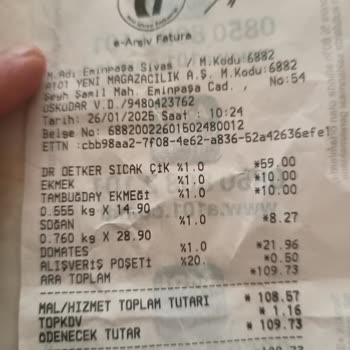 e-Arşiv Fatura
M.Adı:Eminpaşa Sivas / M.Kodu:6882
A101 YENİ MAĞAZACILIK A.Ş. M.Kodu:6882
Şeyh Şamil Mah. Eminpaşa Cad. , No:54
ÜSKÜDAR V.D./9480423762
Tarih: 26/01/2025 Saat : 10:24
Belge No: 68820022601502480012
ETTN :cbb98aa2-7f08-4e62-a836-52a42636efe1
DR OETKER SICAK ÇİK %1.0 *59.00
EKMEK %1.0 *10.00
TAMBUĞDAY EKMEĞİ %1.0 *10.00
0.555 kg X 14.90
SOĞAN %1.0 *8.27
0.760 kg X 28.90
DOMATES %1.0 *21.96
ALIŞVERİŞ POŞETİ %20. *0.50
ARA TOPLAM *109.73
MAL/HİZMET TOPLAM TUTARI * 108.57
TOPKDV * 1.16
ÖDENECEK TUTAR * 109.73